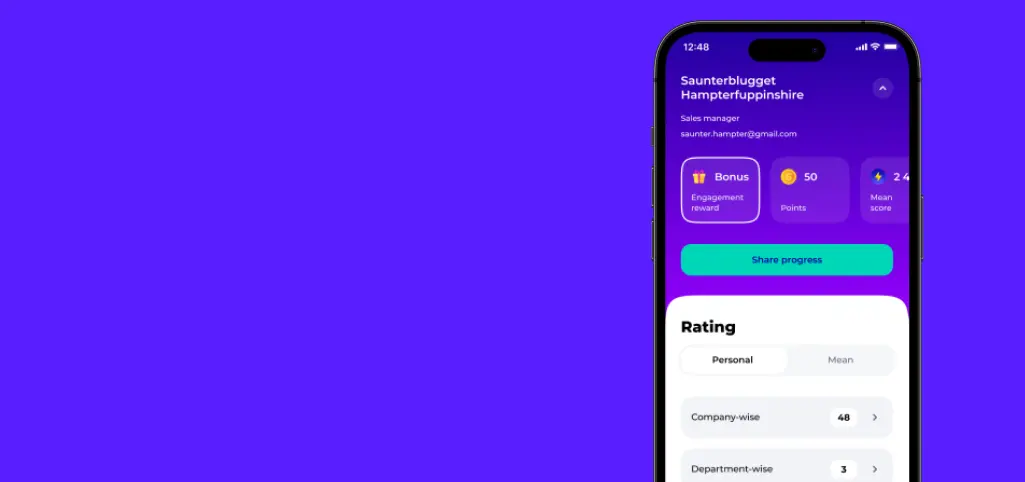 12:48
Saunterblugget
Hampterfuppinshire
Sales manager
saunter.hampter@gmail.com
Bonus
Engagement
reward
50
Points
2 4
Mean
score
Share progress
Rating
Personal Mean
Company-wise 48
Department-wise 3